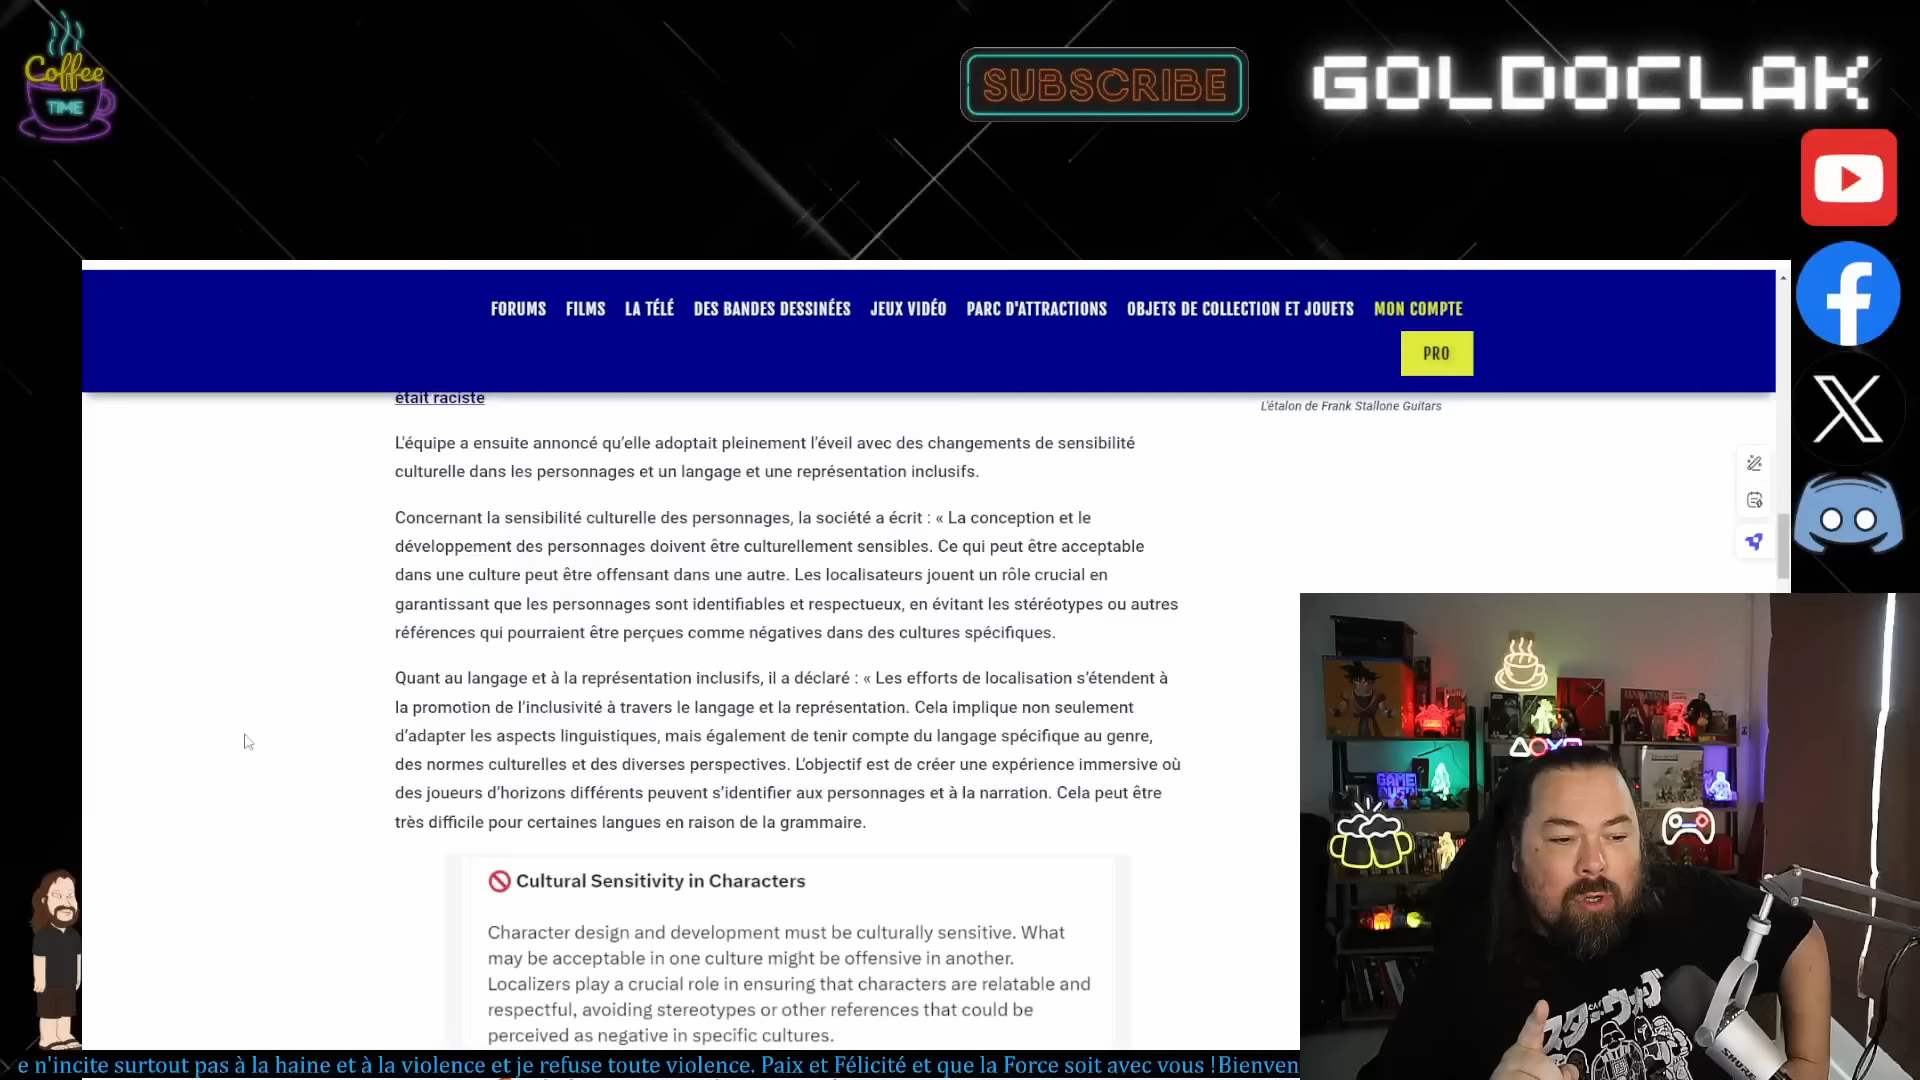 Coffee
TIME
SUBSCRIBE
GOLDOCLAK
FORUMS FILMS LA TÉLÉ DES BANDES DESSINÉES JEUX VIDÉO PARC D'ATTRACTIONS OBJETS DE COLLECTION ET JOUETS MON COMPTE
PRO
était raciste
L'étalon de Frank Stallone Guitars
L'équipe a ensuite annoncé qu'elle adoptait pleinement l'éveil avec des changements de sensibilité
culturelle dans les personnages et un langage et une représentation inclusifs.
Concernant la sensibilité culturelle des personnages, la société a écrit : « La conception et le
développement des personnages doivent être culturellement sensibles. Ce qui peut être acceptable
dans une culture peut être offensant dans une autre. Les localisateurs jouent un rôle crucial en
garantissant que les personnages sont identifiables et respectueux, en évitant les stéréotypes ou autres
références qui pourraient être perçues comme négatives dans des cultures spécifiques.
Quant au langage et à la représentation inclusifs, il a déclaré : « Les efforts de localisation s'étendent à
la promotion de l'inclusivité à travers le langage et la représentation. Cela implique non seulement
d'adapter les aspects linguistiques, mais également de tenir compte du langage spécifique au genre,
des normes culturelles et des diverses perspectives. L'objectif est de créer une expérience immersive où
des joueurs d'horizons différents peuvent s'identifier aux personnages et à la narration. Cela peut être
très difficile pour certaines langues en raison de la grammaire.
Cultural Sensitivity in Characters
Character design and development must be culturally sensitive. What
may be acceptable in one culture might be offensive in another.
Localizers play a crucial role in ensuring that characters are relatable and
respectful, avoiding stereotypes or other references that could be
perceived as negative in specific cultures.
SHURE
e n'incite surtout pas à la haine et à la violence et je refuse toute violence. Paix et Félicité et que la Force soit avec vous !Bienven